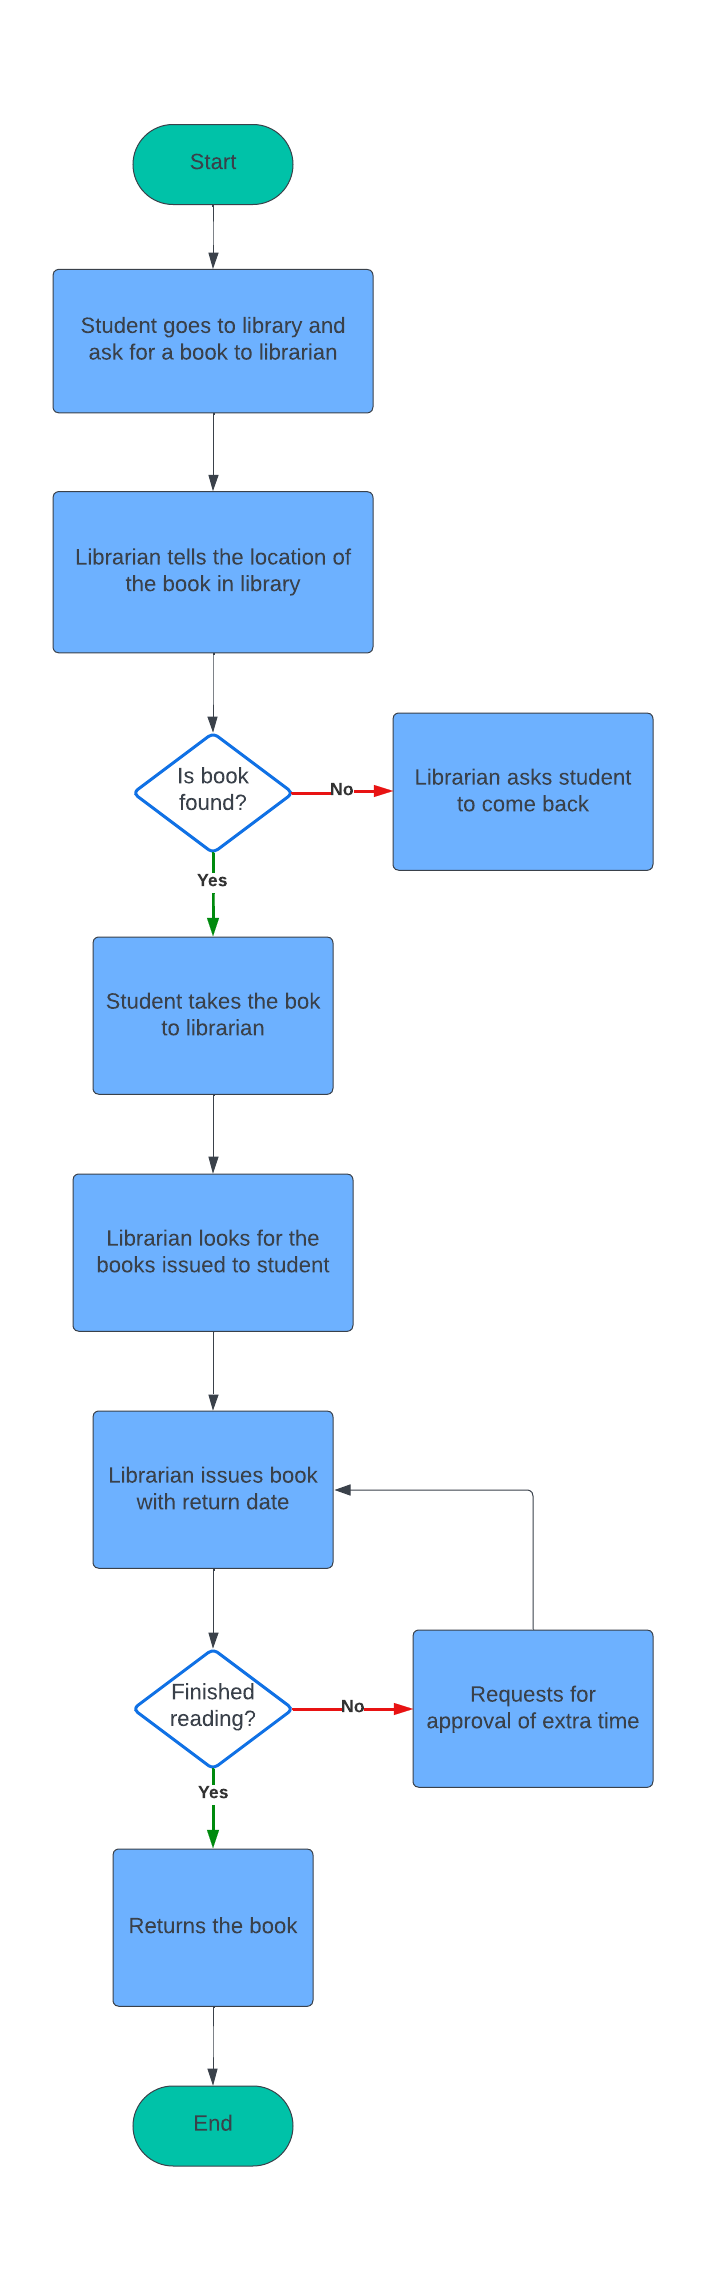 Start
Student goes to library and
ask for a book to librarian
Librarian tells the location of
the book in library
Is book
found?
No
Librarian asks student
to come back
Yes
Student takes the bok
to librarian
Librarian looks for the
books issued to student
Librarian issues book
with return date
Finished
reading?
No
Requests for
approval of extra time
Yes
Returns the book
End